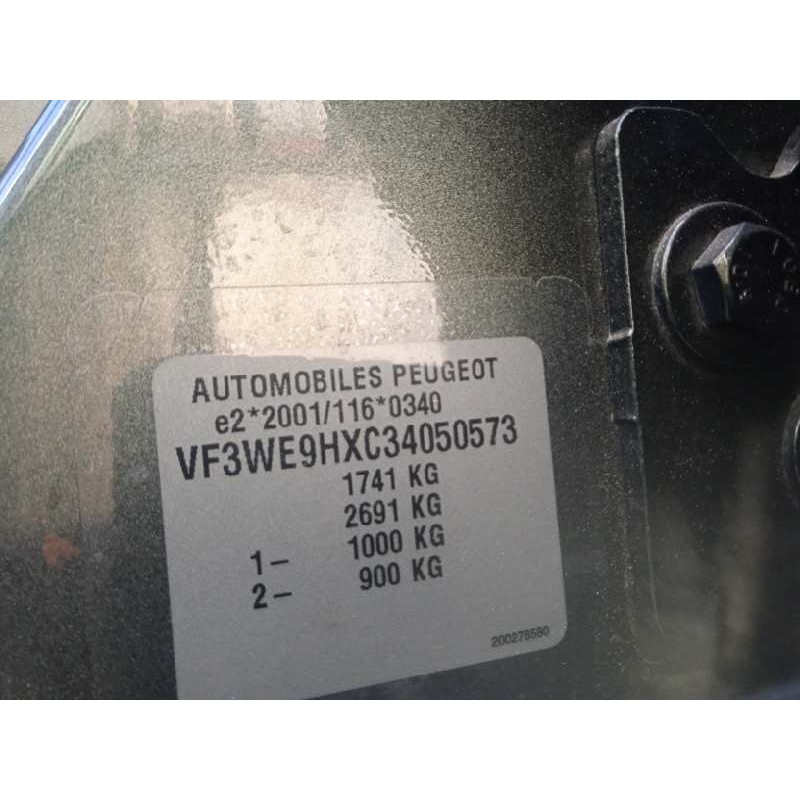 AUTOMOBILES PEUGEOT
e2*2001/116*0340
VF3WE9HXC34050573
1741 KG
2691 KG
1- 1000 KG
2- 900 KG
200278580